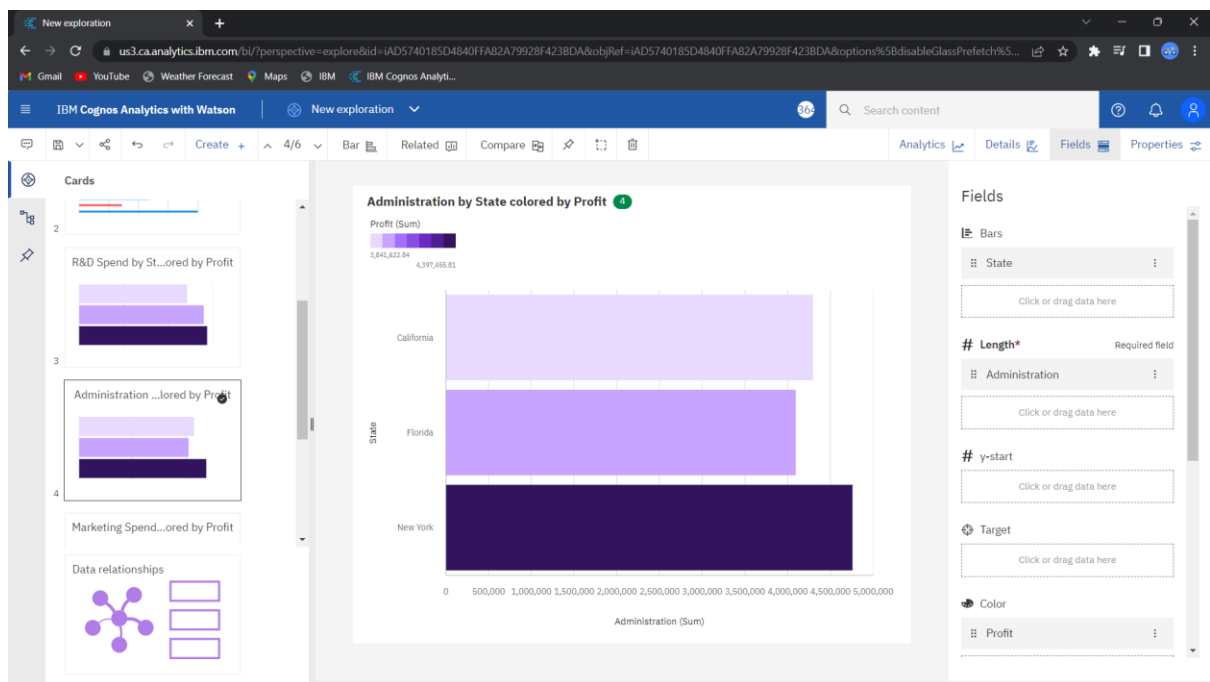 New exploration
us3.ca.analytics.ibm.com/bi/?perspective=explore&id=iAD5740185D4840FFA82A79928F423BDA&objRef=iAD5740185D4840FFA82A79928F423BDA&options%5BdisableGlassPrefetch%5...
Gmail YouTube Weather Forecast Maps IBM IBM Cognos Analyti...
IBM Cognos Analytics with Watson New exploration 364 Search content
Create + 4/6 Bar Related Compare Analytics Details Fields Properties
Cards
2
R&D Spend by St...ored by Profit
3
Administration ...lored by Profit
4
Marketing Spend...ored by Profit
Data relationships
Administration by State colored by Profit 4
Profit (Sum)
3,841,622.84
4,397,455.81
California
Florida
New York
State
0 500,000 1,000,000 1,500,000 2,000,000 2,500,000 3,000,000 3,500,000 4,000,000 4,500,000 5,000,000
Administration (Sum)
Fields
Bars
State
Click or drag data here
# Length* Required field
Administration
Click or drag data here
# y-start
Click or drag data here
Target
Click or drag data here
Color
Profit